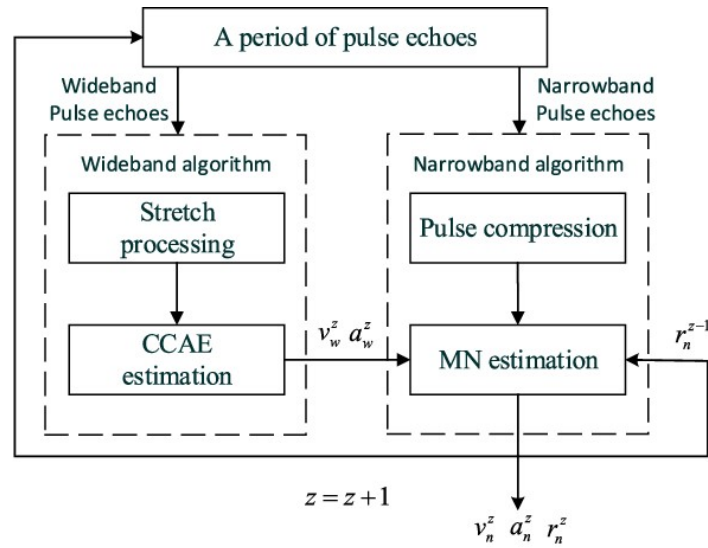 A period of pulse echoes
Wideband
Pulse echoes
Narrowband
Pulse echoes
Wideband algorithm
Narrowband algorithm
Stretch
processing
Pulse compression
CCAE
estimation
v_w^z a_w^z
MN estimation
r_n^{z-1}
z = z+1
v_n^z a_n^z r_n^z